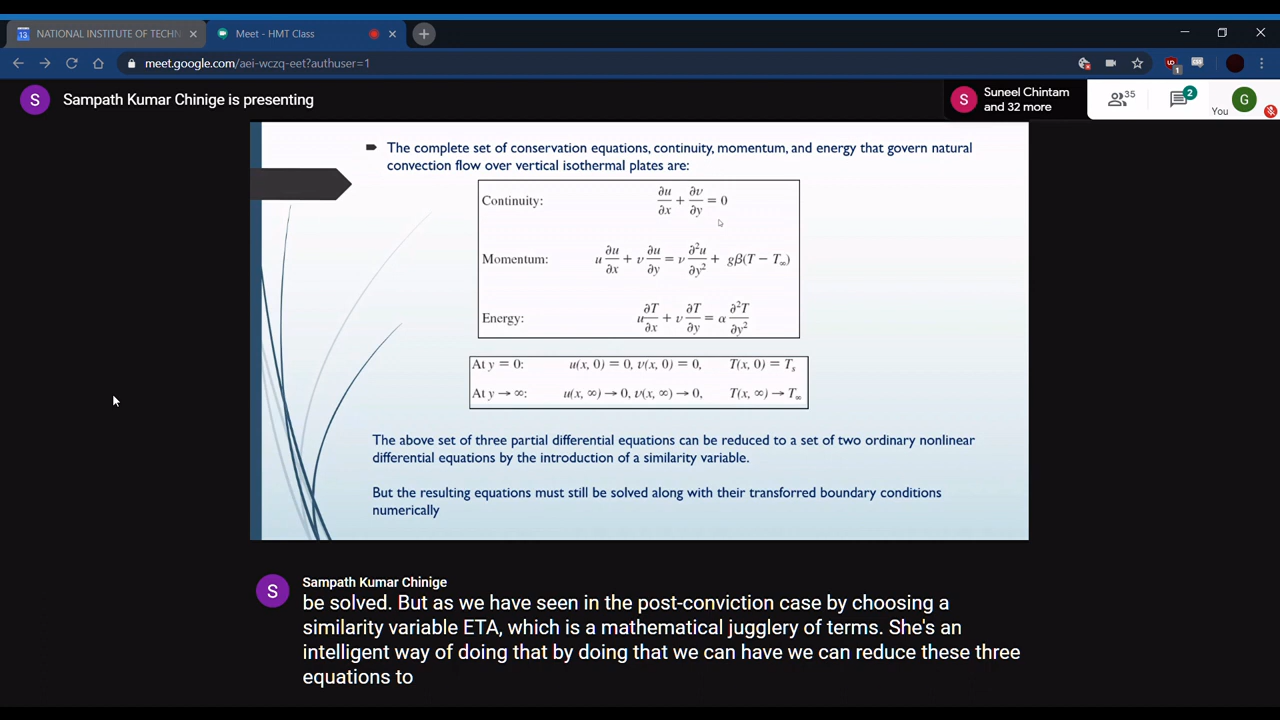 13 NATIONAL INSTITUTE OF TECHN
Meet - HMT Class
meet.google.com/aei-wczq-eet?authuser=1
UD 1
S Sampath Kumar Chinige is presenting
S Suneel Chintam
and 32 more
35
2
You G
The complete set of conservation equations, continuity, momentum, and energy that govern natural
convection flow over vertical isothermal plates are:
Continuity: ∂u/∂x + ∂v/∂y = 0
Momentum: u ∂u/∂x + ν ∂u/∂y = ν ∂²u/∂y² + gβ(T − T∞)
Energy: u ∂T/∂x + ν ∂T/∂y = α ∂²T/∂y²
At y = 0: u(x, 0) = 0, ν(x, 0) = 0, T(x, 0) = Ts
At y → ∞: u(x, ∞) → 0, ν(x, ∞) → 0, T(x, ∞) → T∞
The above set of three partial differential equations can be reduced to a set of two ordinary nonlinear
differential equations by the introduction of a similarity variable.
But the resulting equations must still be solved along with their transferred boundary conditions
numerically
S Sampath Kumar Chinige
be solved. But as we have seen in the post-conviction case by choosing a
similarity variable ETA, which is a mathematical jugglery of terms. She's an
intelligent way of doing that by doing that we can have we can reduce these three
equations to